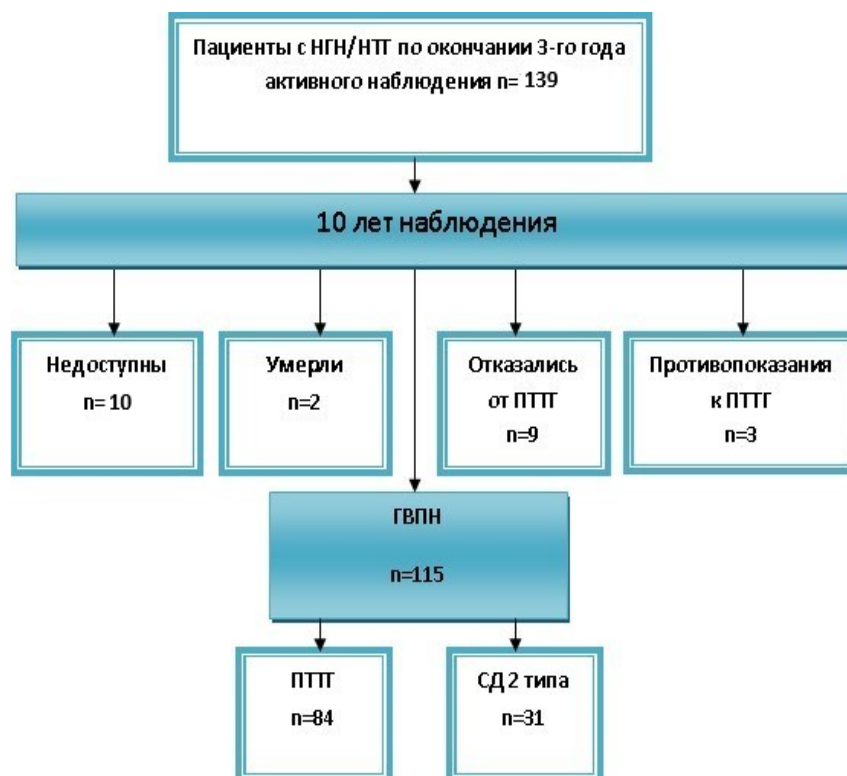 Пациенты с НГН/НТГ по окончании 3-го года
активного наблюдения n= 139
10 лет наблюдения
Недоступны
n= 10
Умерли
n=2
Отказались
от ПТТГ
n=9
Противопоказания
к ПТТГ
n=3
ГВПН
n=115
ПТТГ
n=84
СД 2 типа
n=31